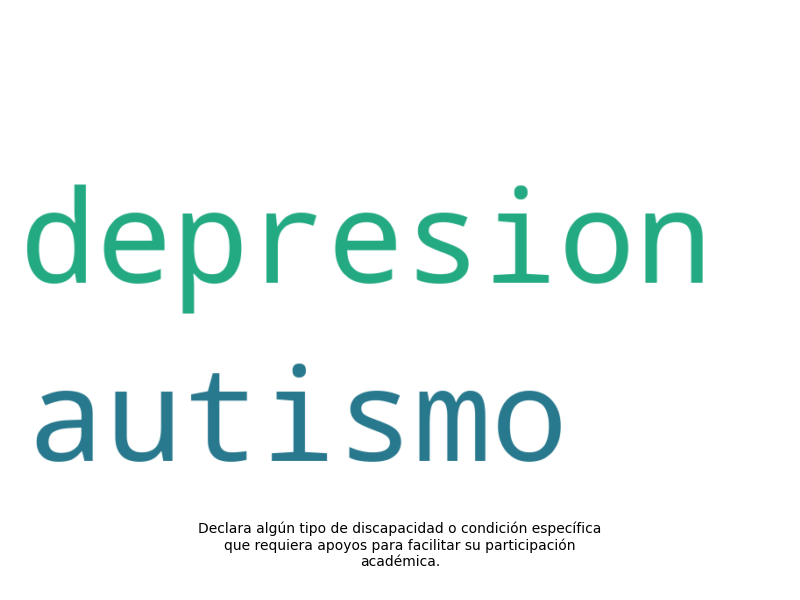 depresion
autismo
Declara algún tipo de discapacidad o condición específica
que requiera apoyos para facilitar su participación
académica.